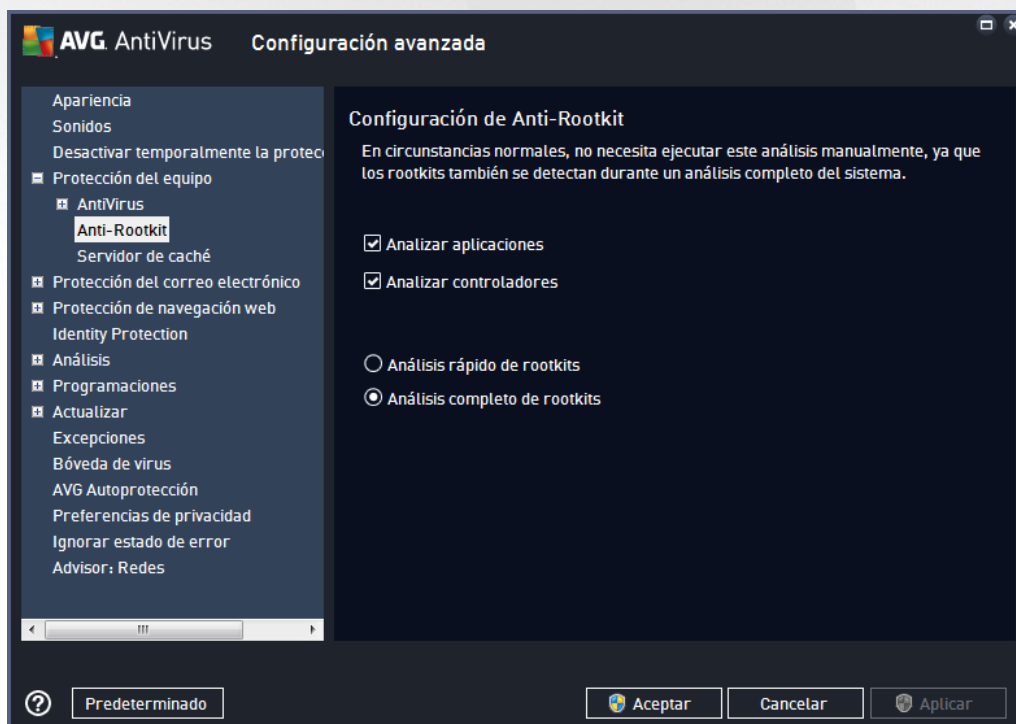 AVG. AntiVirus Configuración avanzada
Apariencia
Sonidos
Desactivar temporalmente la protec
Protección del equipo
AntiVirus
Anti-Rootkit
Servidor de caché
Protección del correo electrónico
Protección de navegación web
Identity Protection
Análisis
Programaciones
Actualizar
Excepciones
Bóveda de virus
AVG Autoprotección
Preferencias de privacidad
Ignorar estado de error
Advisor: Redes
Configuración de Anti-Rootkit
En circunstancias normales, no necesita ejecutar este análisis manualmente, ya que
los rootkits también se detectan durante un análisis completo del sistema.
Analizar aplicaciones
Analizar controladores
Análisis rápido de rootkits
Análisis completo de rootkits
? Predeterminado Aceptar Cancelar Aplicar